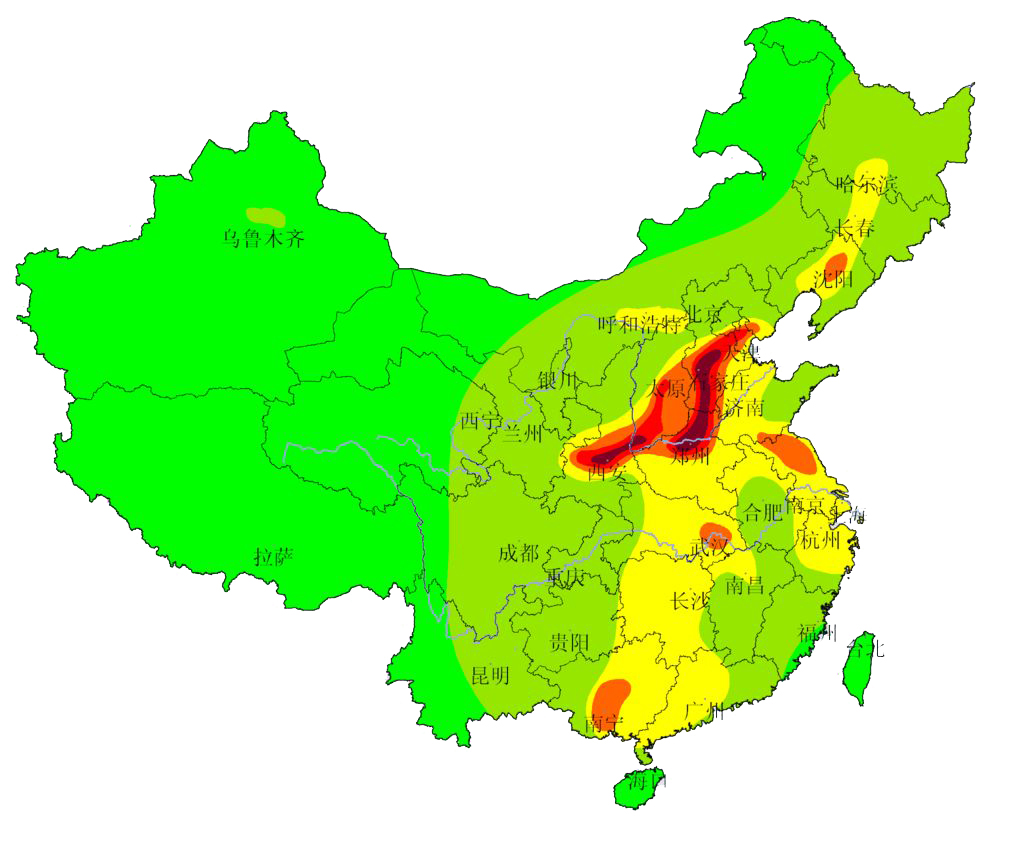 哈尔滨
长春
乌鲁木齐
沈阳
北京
呼和浩特
天津
银川
太原
石家庄
济南
西宁
兰州
郑州
西安
合肥
南京
上海
杭州
武汉
成都
拉萨
重庆
南昌
长沙
福州
贵阳
台北
昆明
广州
南宁
海口